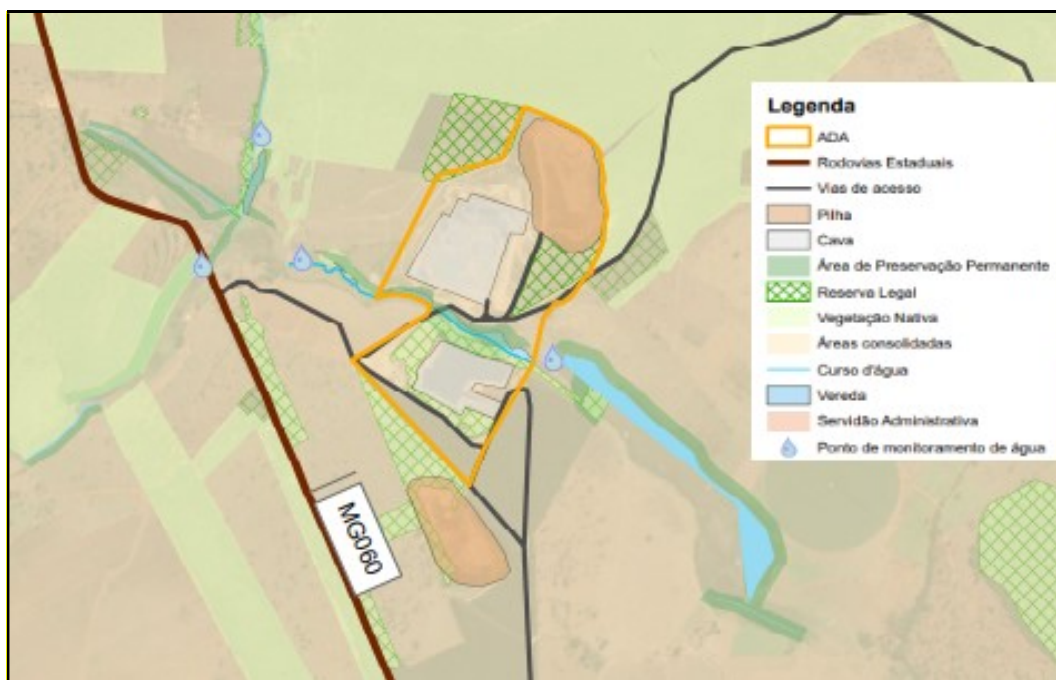 Legenda
ADA
Rodovias Estaduais
Vias de acesso
Pilha
Cava
Área de Preservação Permanente
Reserva Legal
Vegetação Nativa
Áreas consolidadas
Curso d'água
Vereda
Servidão Administrativa
Ponto de monitoramento de água
MG060